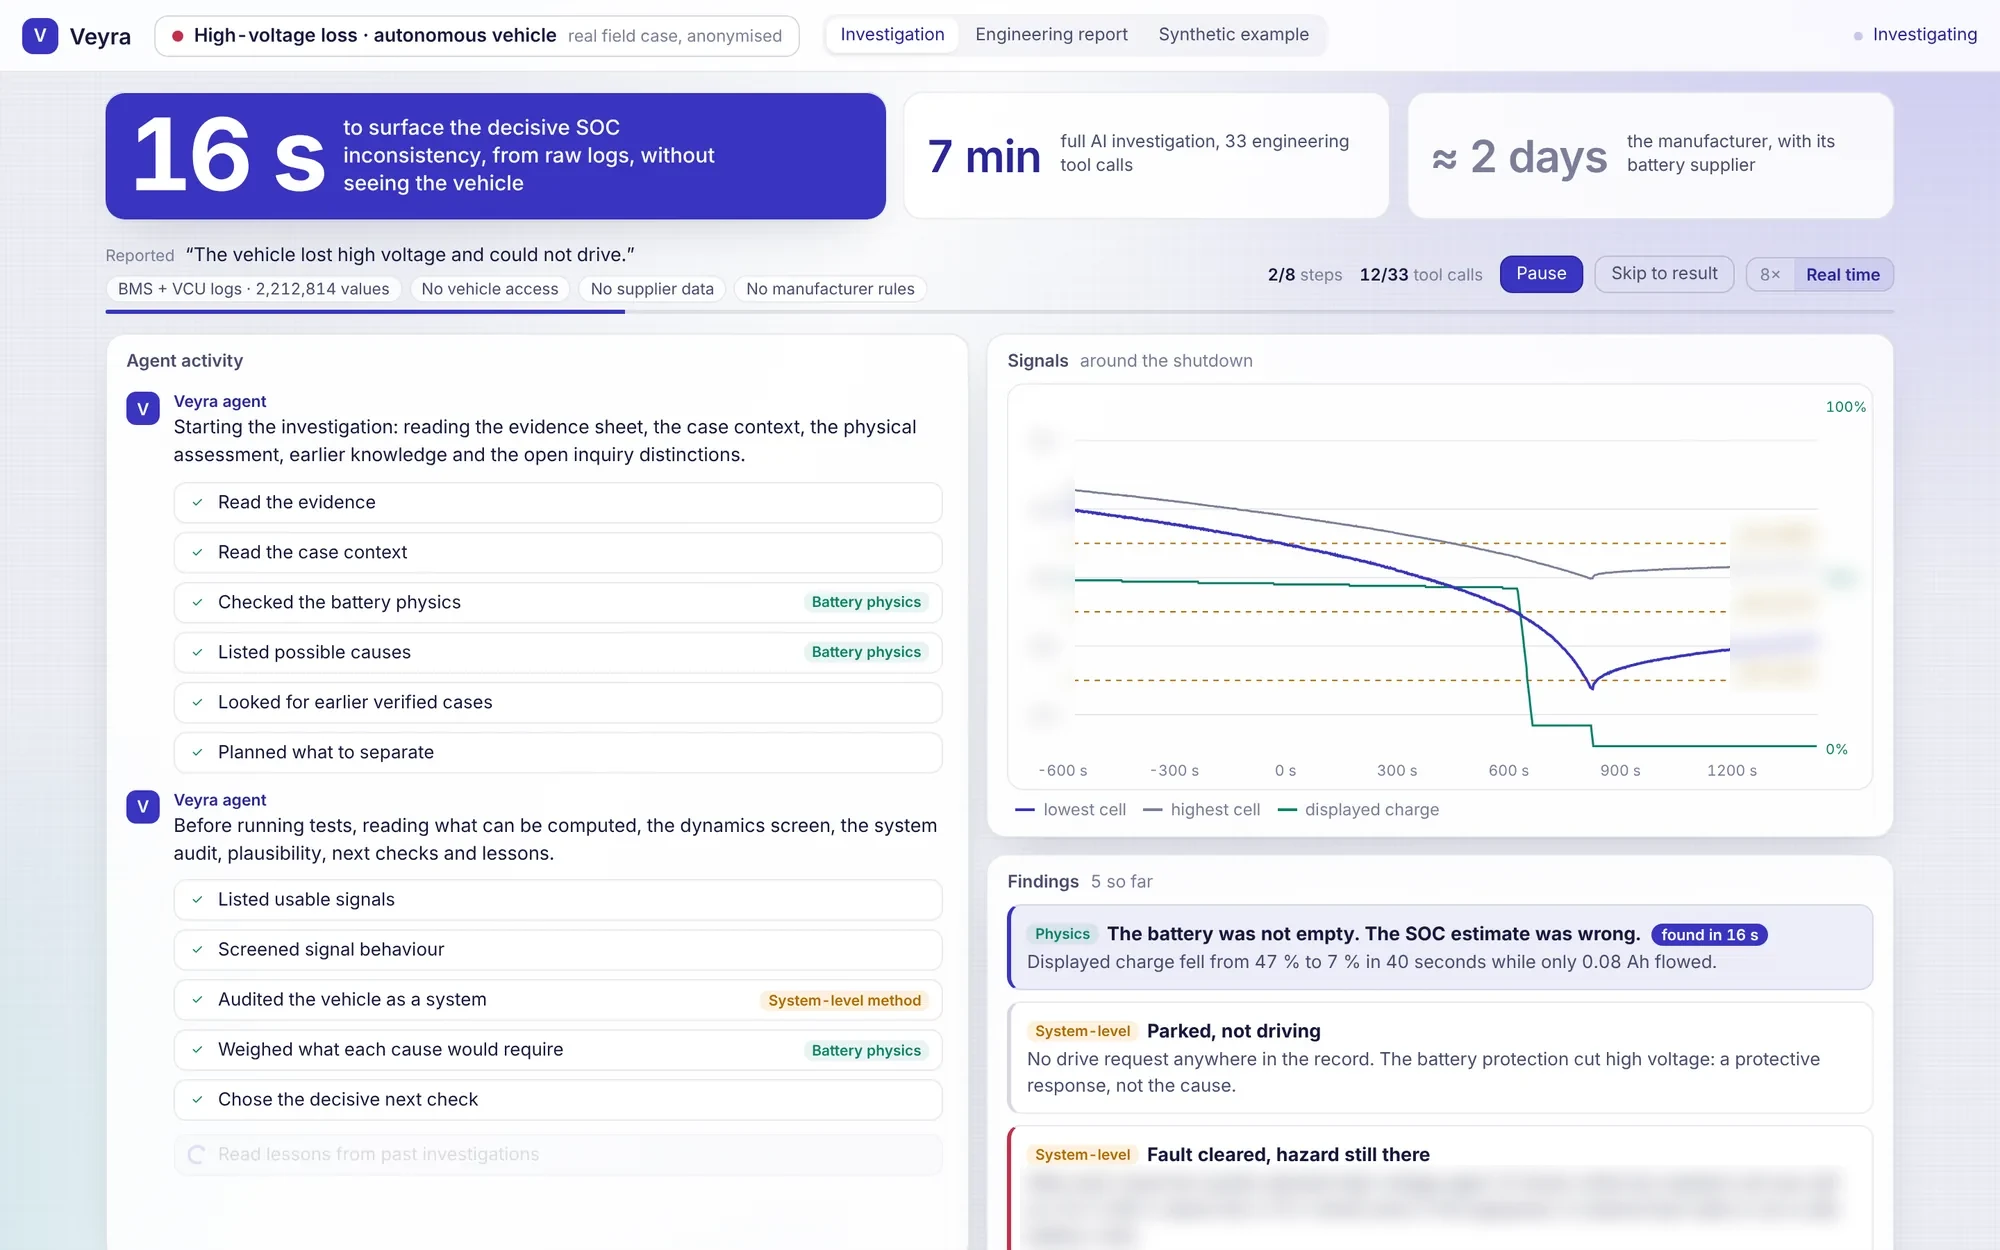 V Veyra
High-voltage loss · autonomous vehicle real field case, anonymised
Investigation Engineering report Synthetic example
Investigating
16 s
to surface the decisive SOC
inconsistency, from raw logs, without
seeing the vehicle
7 min
full AI investigation, 33 engineering
tool calls
≈ 2 days
the manufacturer, with its
battery supplier
Reported “The vehicle lost high voltage and could not drive.”
BMS + VCU logs · 2,212,814 values No vehicle access No supplier data No manufacturer rules
2/8 steps 12/33 tool calls Pause Skip to result 8× Real time
Agent activity
V Veyra agent
Starting the investigation: reading the evidence sheet, the case context, the physical
assessment, earlier knowledge and the open inquiry distinctions.
✓ Read the evidence
✓ Read the case context
✓ Checked the battery physics Battery physics
✓ Listed possible causes Battery physics
✓ Looked for earlier verified cases
✓ Planned what to separate
V Veyra agent
Before running tests, reading what can be computed, the dynamics screen, the system
audit, plausibility, next checks and lessons.
✓ Listed usable signals
✓ Screened signal behaviour
✓ Audited the vehicle as a system System-level method
✓ Weighed what each cause would require Battery physics
✓ Chose the decisive next check
Read lessons from past investigations
Signals around the shutdown
100%
0%
-600 s -300 s 0 s 300 s 600 s 900 s 1200 s
lowest cell highest cell displayed charge
Findings 5 so far
Physics The battery was not empty. The SOC estimate was wrong. found in 16 s
Displayed charge fell from 47 % to 7 % in 40 seconds while only 0.08 Ah flowed.
System-level Parked, not driving
No drive request anywhere in the record. The battery protection cut high voltage: a protective
response, not the cause.
System-level Fault cleared, hazard still there